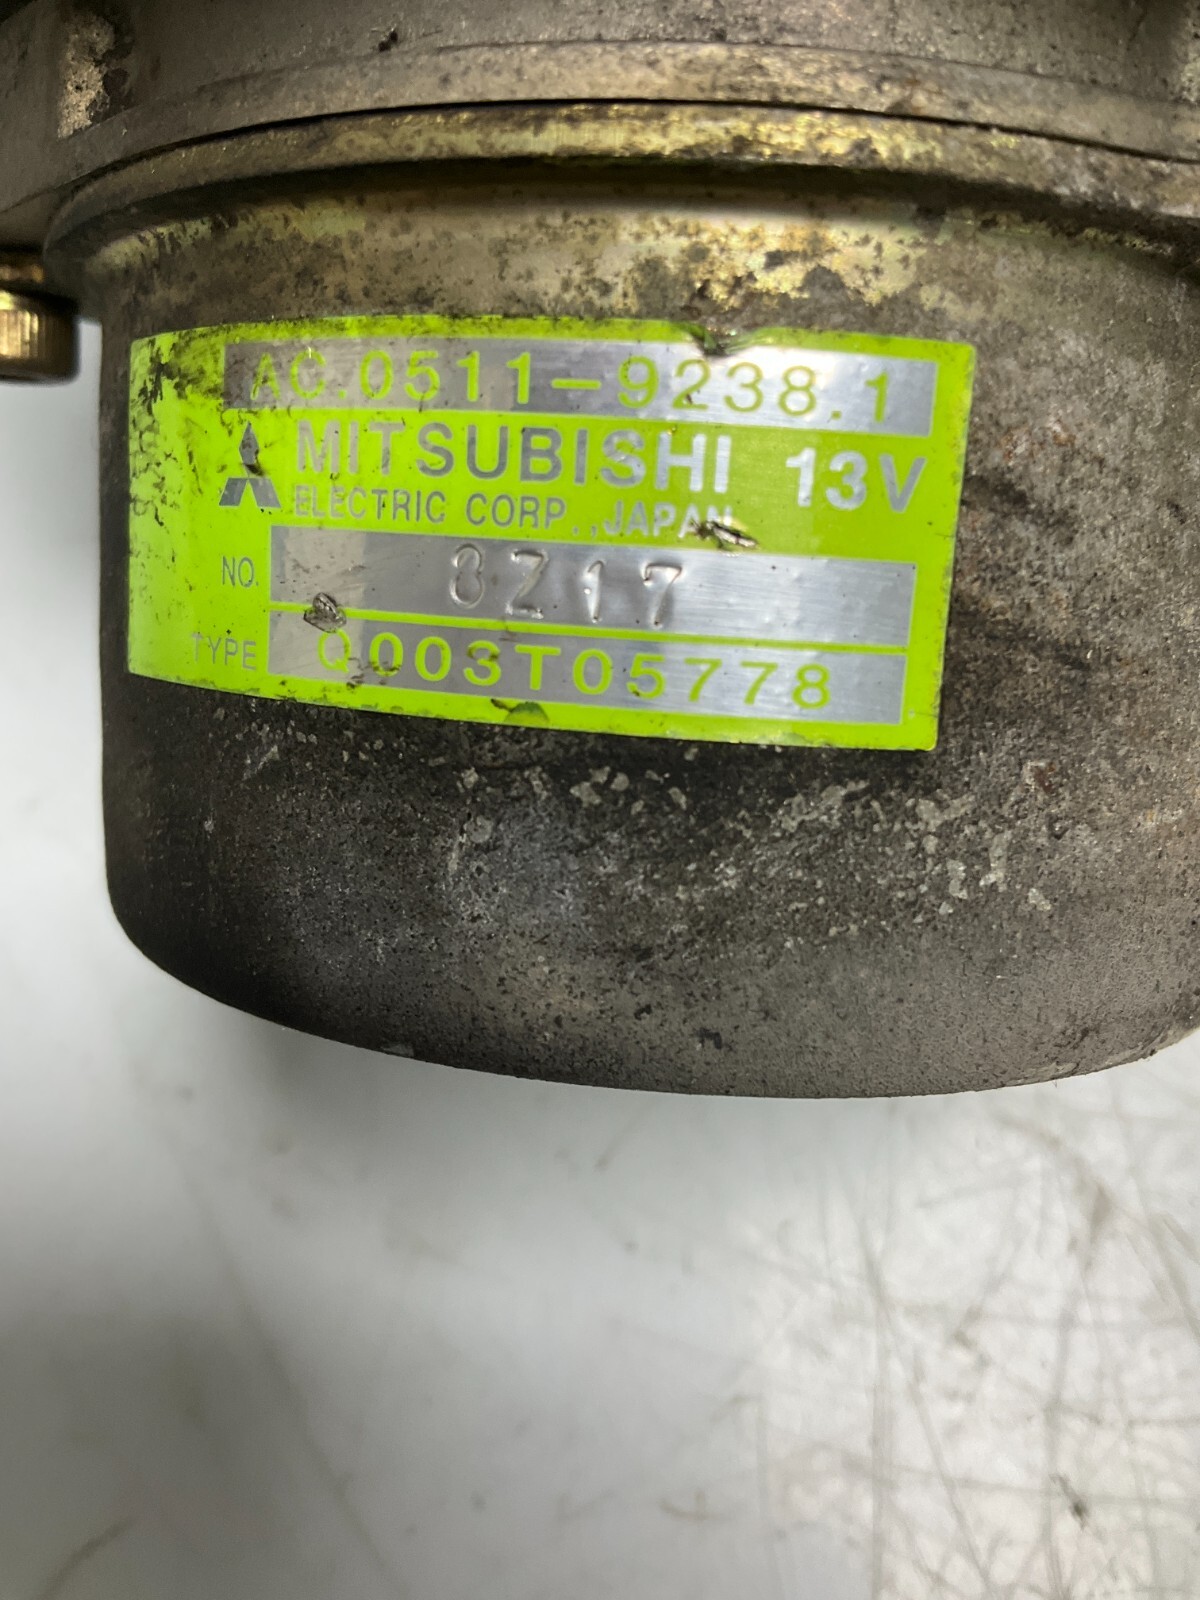 AC.0511-9238.1
MITSUBISHI 13V
ELECTRIC CORP.,JAPAN
NO. 8Z17
TYPE Q003T05778